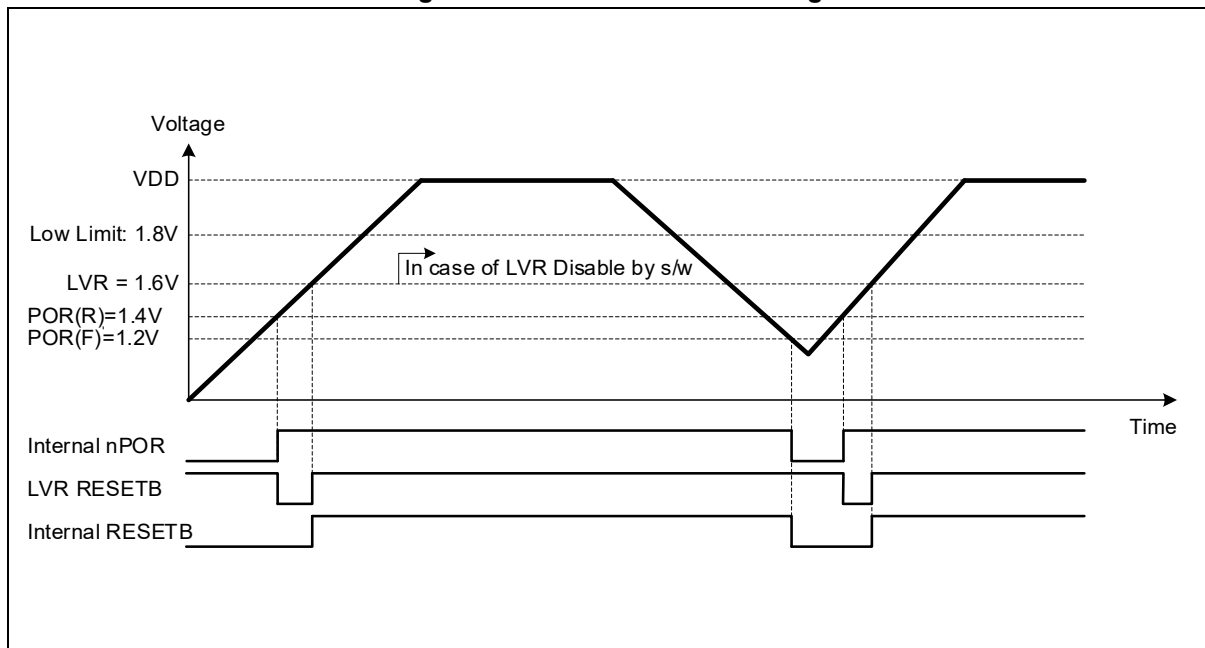 Voltage
VDD
Low Limit: 1.8V
In case of LVR Disable by s/w
LVR = 1.6V
POR(R)=1.4V
POR(F)=1.2V
Time
Internal nPOR
LVR RESETB
Internal RESETB